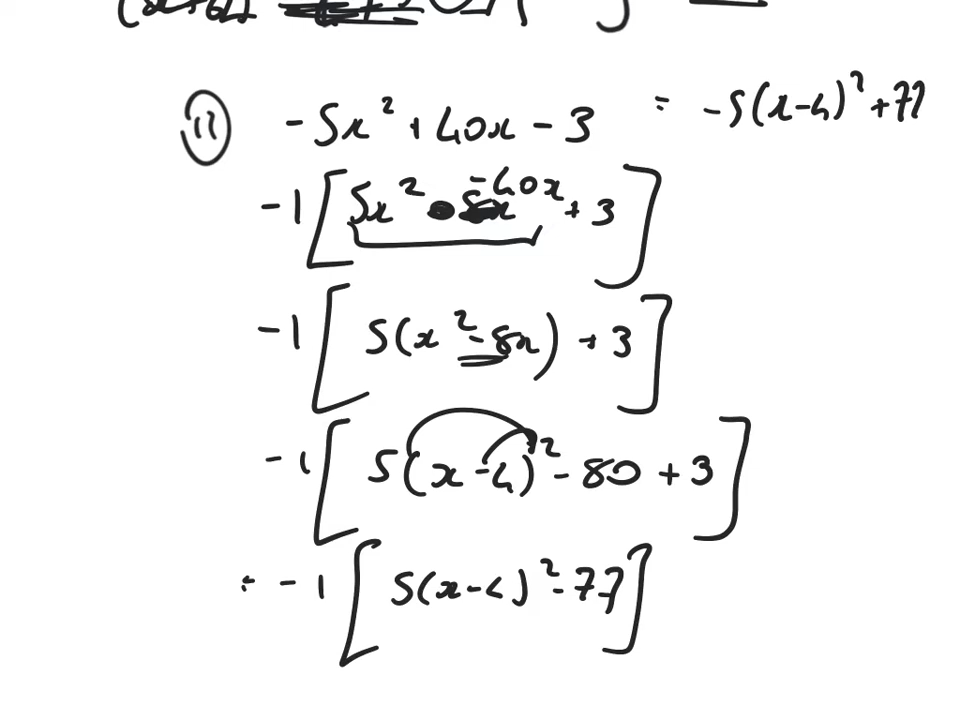 (11) -5x² + 40x - 3 = -5(x-4)² + 77
-1[5x² -40x + 3]
-1[5(x² - 8x) + 3]
-1[5(x-4)² - 80 + 3]
= -1[5(x-4)² - 77]